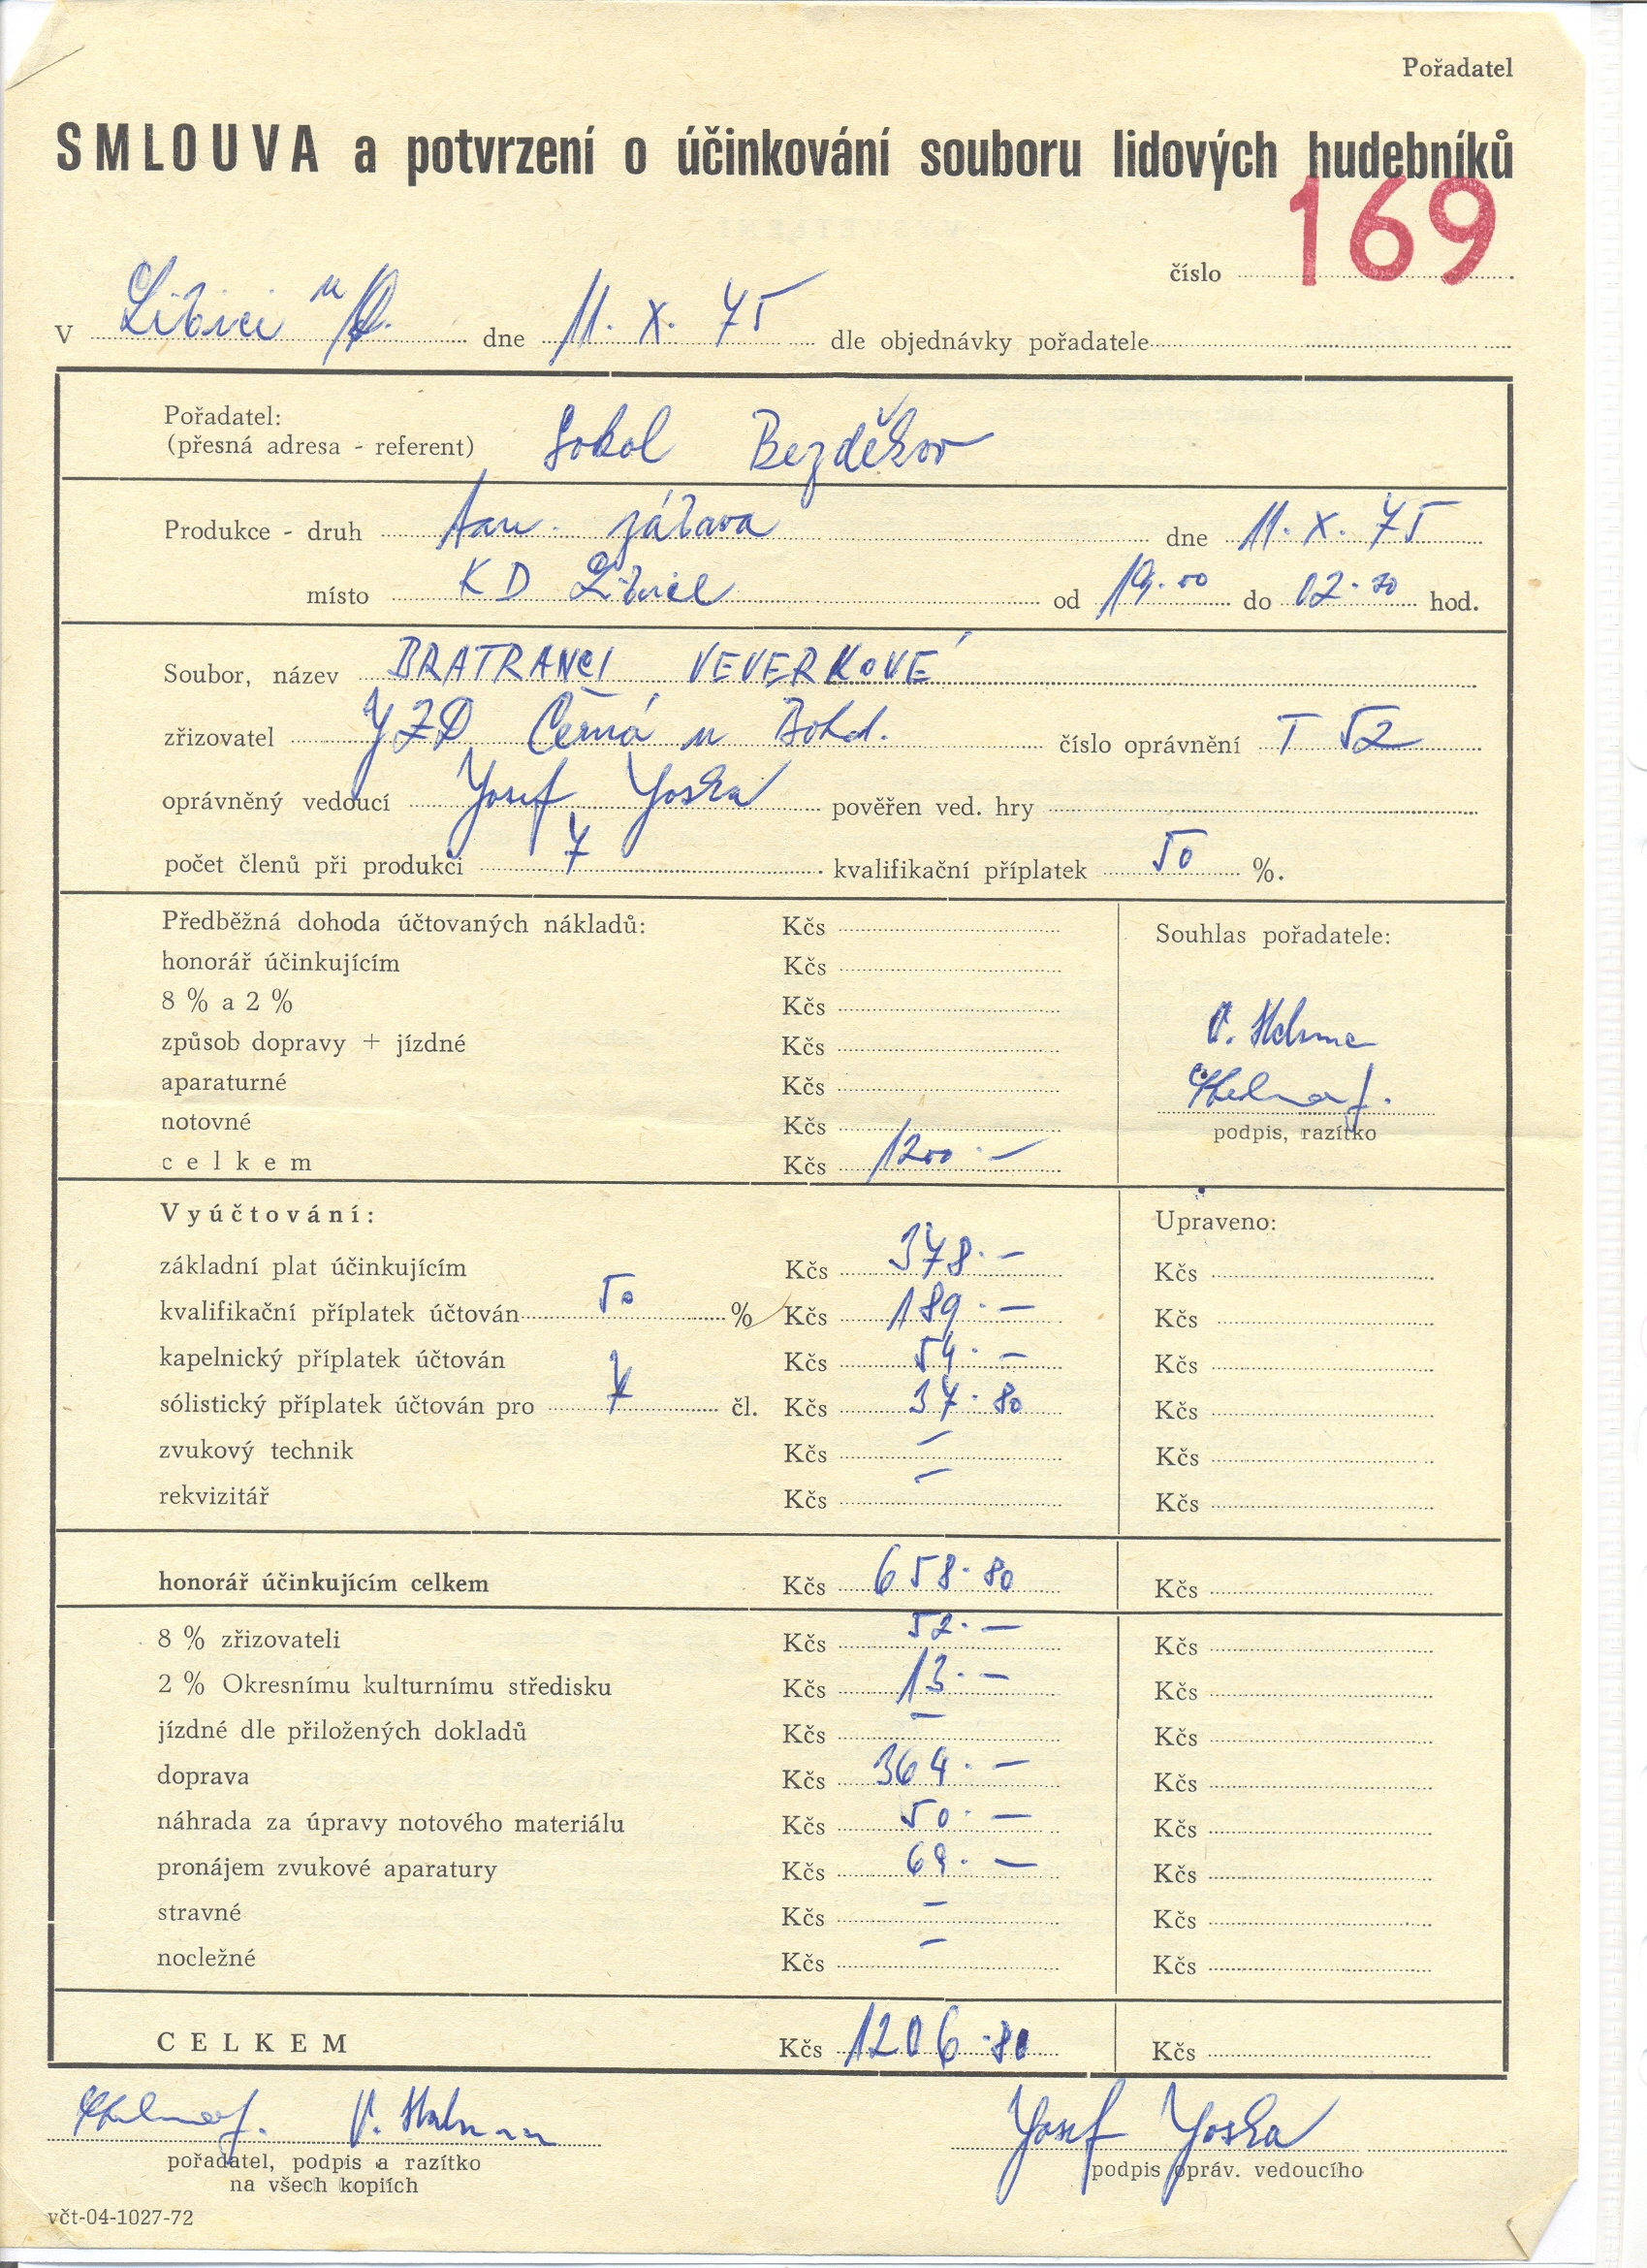 Pořadatel
SMLOUVA a potvrzení o účinkování souboru lidových hudebníků
číslo 169
V Libici n/D. dne 11. X. 75 dle objednávky pořadatele
Pořadatel:
(přesná adresa - referent) Sokol Bezděkov
Produkce - druh tan. zábava dne 11. X. 75
místo KD Libice od 19.00 do 02.30 hod.
Soubor, název BRATRANCI VEVERKOVÉ
zřizovatel JZD Černá u Bohd. číslo oprávnění T 52
oprávněný vedoucí Josef Joska pověřen ved. hry
počet členů při produkci 7 kvalifikační příplatek 50 %.
Předběžná dohoda účtovaných nákladů: Kčs Souhlas pořadatele:
honorář účinkujícím Kčs
8 % a 2 % Kčs
způsob dopravy + jízdné Kčs
aparaturné Kčs
notovné Kčs podpis, razítko
celkem Kčs 1200.—
Vyúčtování: Upraveno:
základní plat účinkujícím Kčs 378.— Kčs
kvalifikační příplatek účtován 50 % Kčs 189.— Kčs
kapelnický příplatek účtován Kčs 54.— Kčs
sólistický příplatek účtován pro čl. Kčs 37.80 Kčs
zvukový technik Kčs — Kčs
rekvizitář Kčs — Kčs
honorář účinkujícím celkem Kčs 658.80 Kčs
8 % zřizovateli Kčs 52.— Kčs
2 % Okresnímu kulturnímu středisku Kčs 13.— Kčs
jízdné dle přiložených dokladů Kčs — Kčs
doprava Kčs 364.— Kčs
náhrada za úpravy notového materiálu Kčs 50.— Kčs
pronájem zvukové aparatury Kčs 69.— Kčs
stravné Kčs — Kčs
nocležné Kčs — Kčs
CELKEM Kčs 1206.80 Kčs
Josef Joska
pořadatel, podpis a razítko podpis opráv. vedoucího
na všech kopiích
včt-04-1027-72